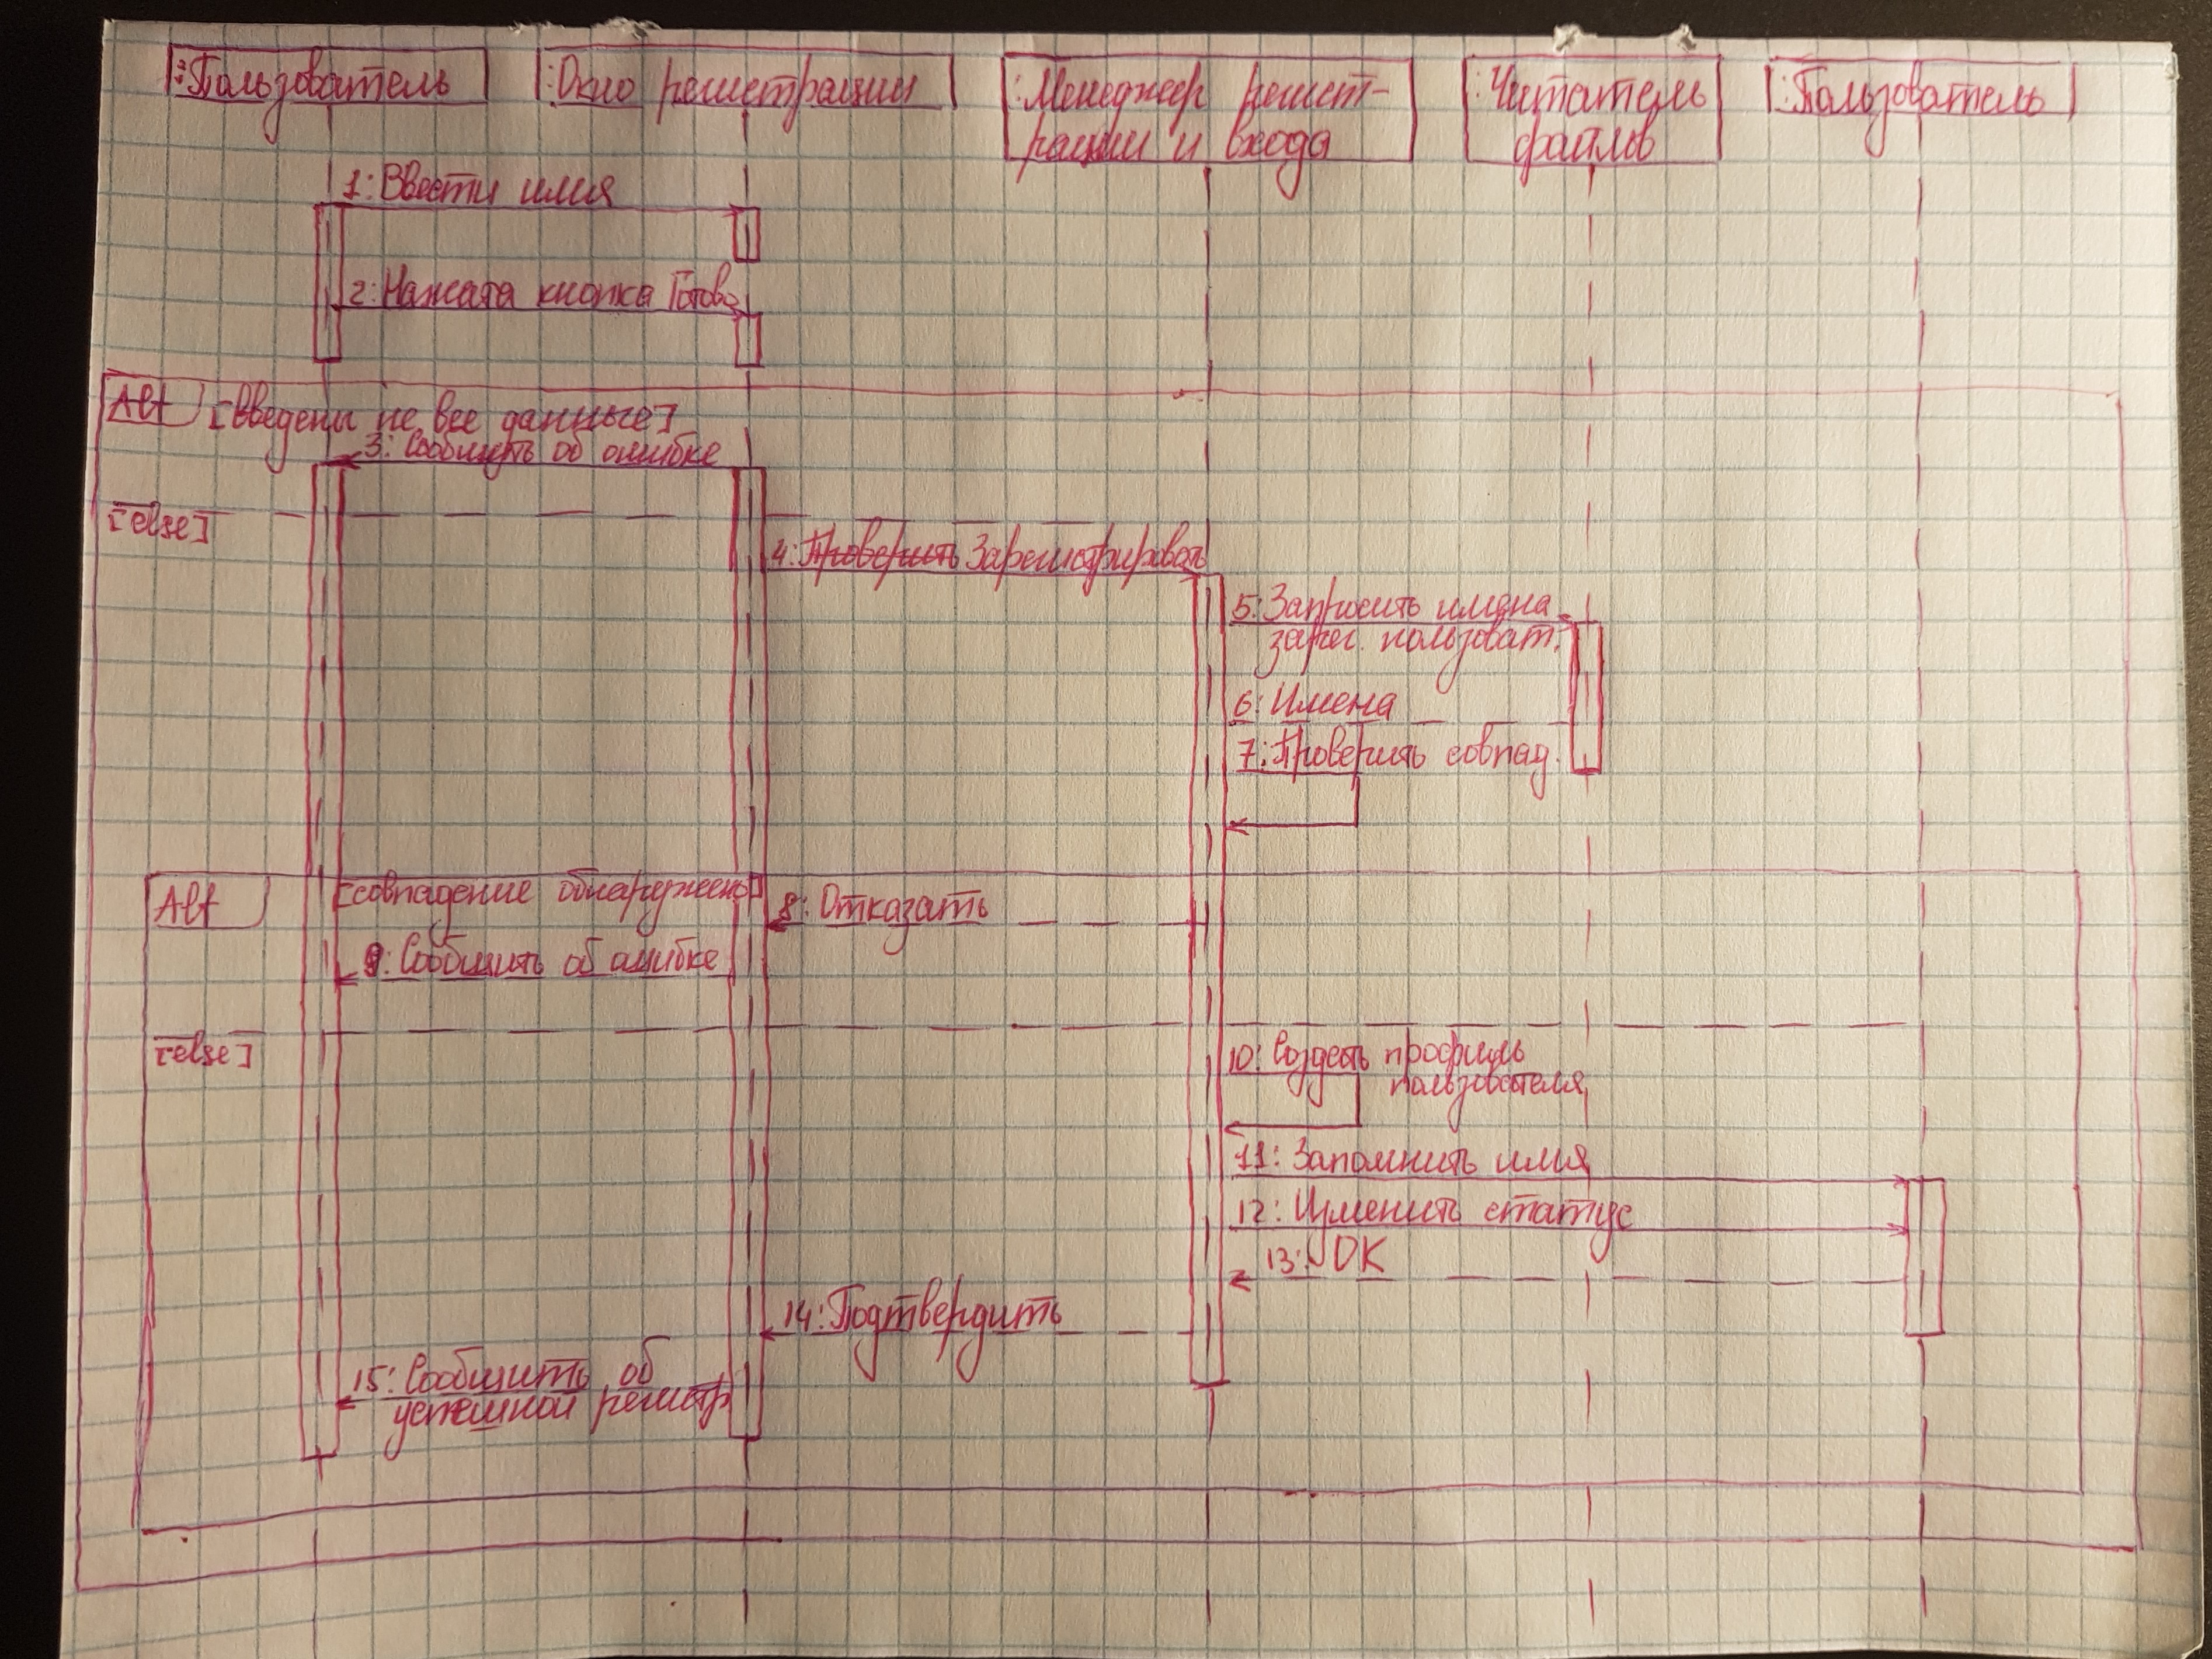 :Пользователь
:Окно регистрации
:Менеджер регист-
рации и входа
:Читатель
файлов
:Пользователь
1: Ввести имя
2: Нажата кнопка Готово
Alt [Введены не все данные]
3: Сообщить об ошибке
[else]
4: Проверить Зарегистрировать
5: Запросить имена
зарег. пользоват.
6: Имена
7: Проверить совпад.
Alt [совпадение обнаружено]
8: Отказать
9: Сообщить об ошибке
[else]
10: Создать профиль
пользователя
11: Запомнить имя
12: Изменить статус
13: OK
14: Подтвердить
15: Сообщить об
успешной регистр